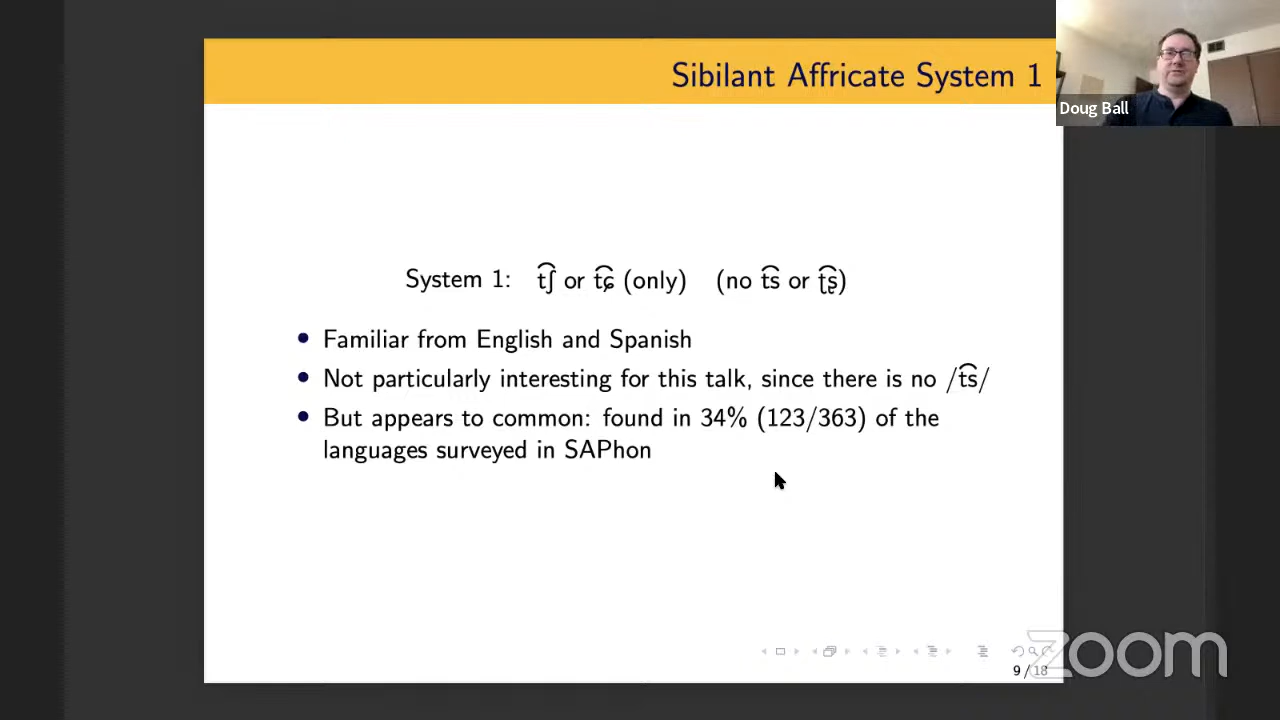 Sibilant Affricate System 1
Doug Ball
System 1: t͡ʃ or t͡ɕ (only) (no t͡s or ʈ͡ʂ)
• Familiar from English and Spanish
• Not particularly interesting for this talk, since there is no /t͡s/
• But appears to common: found in 34% (123/363) of the
languages surveyed in SAPhon
zoom
9 / 18